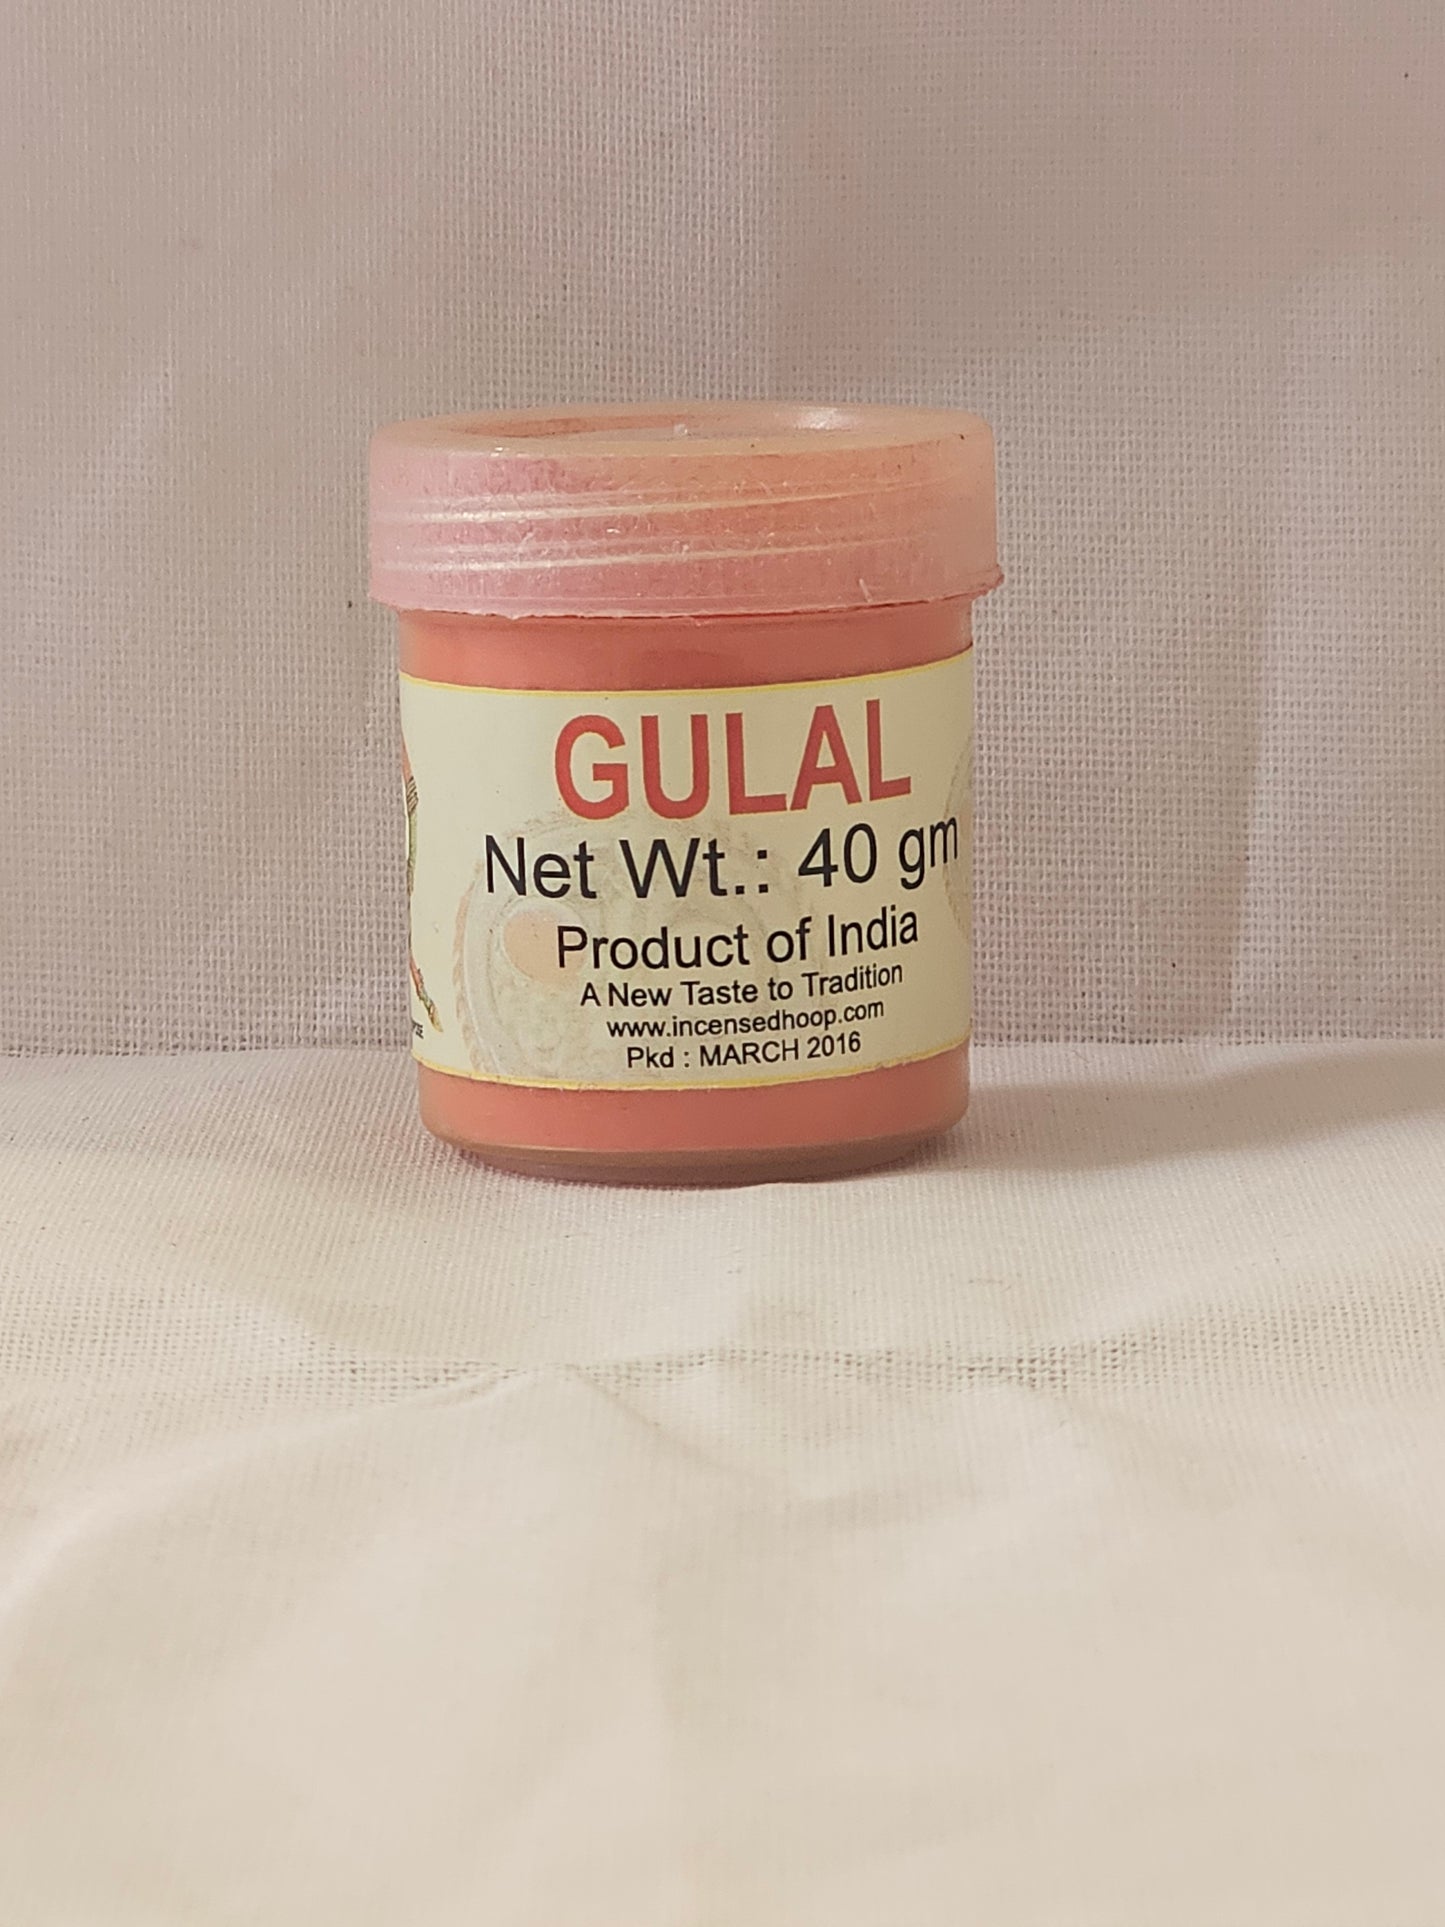 GULAL
Net Wt.: 40 gm
Product of India
A New Taste to Tradition
www.incensedhoop.com
Pkd : MARCH 2016